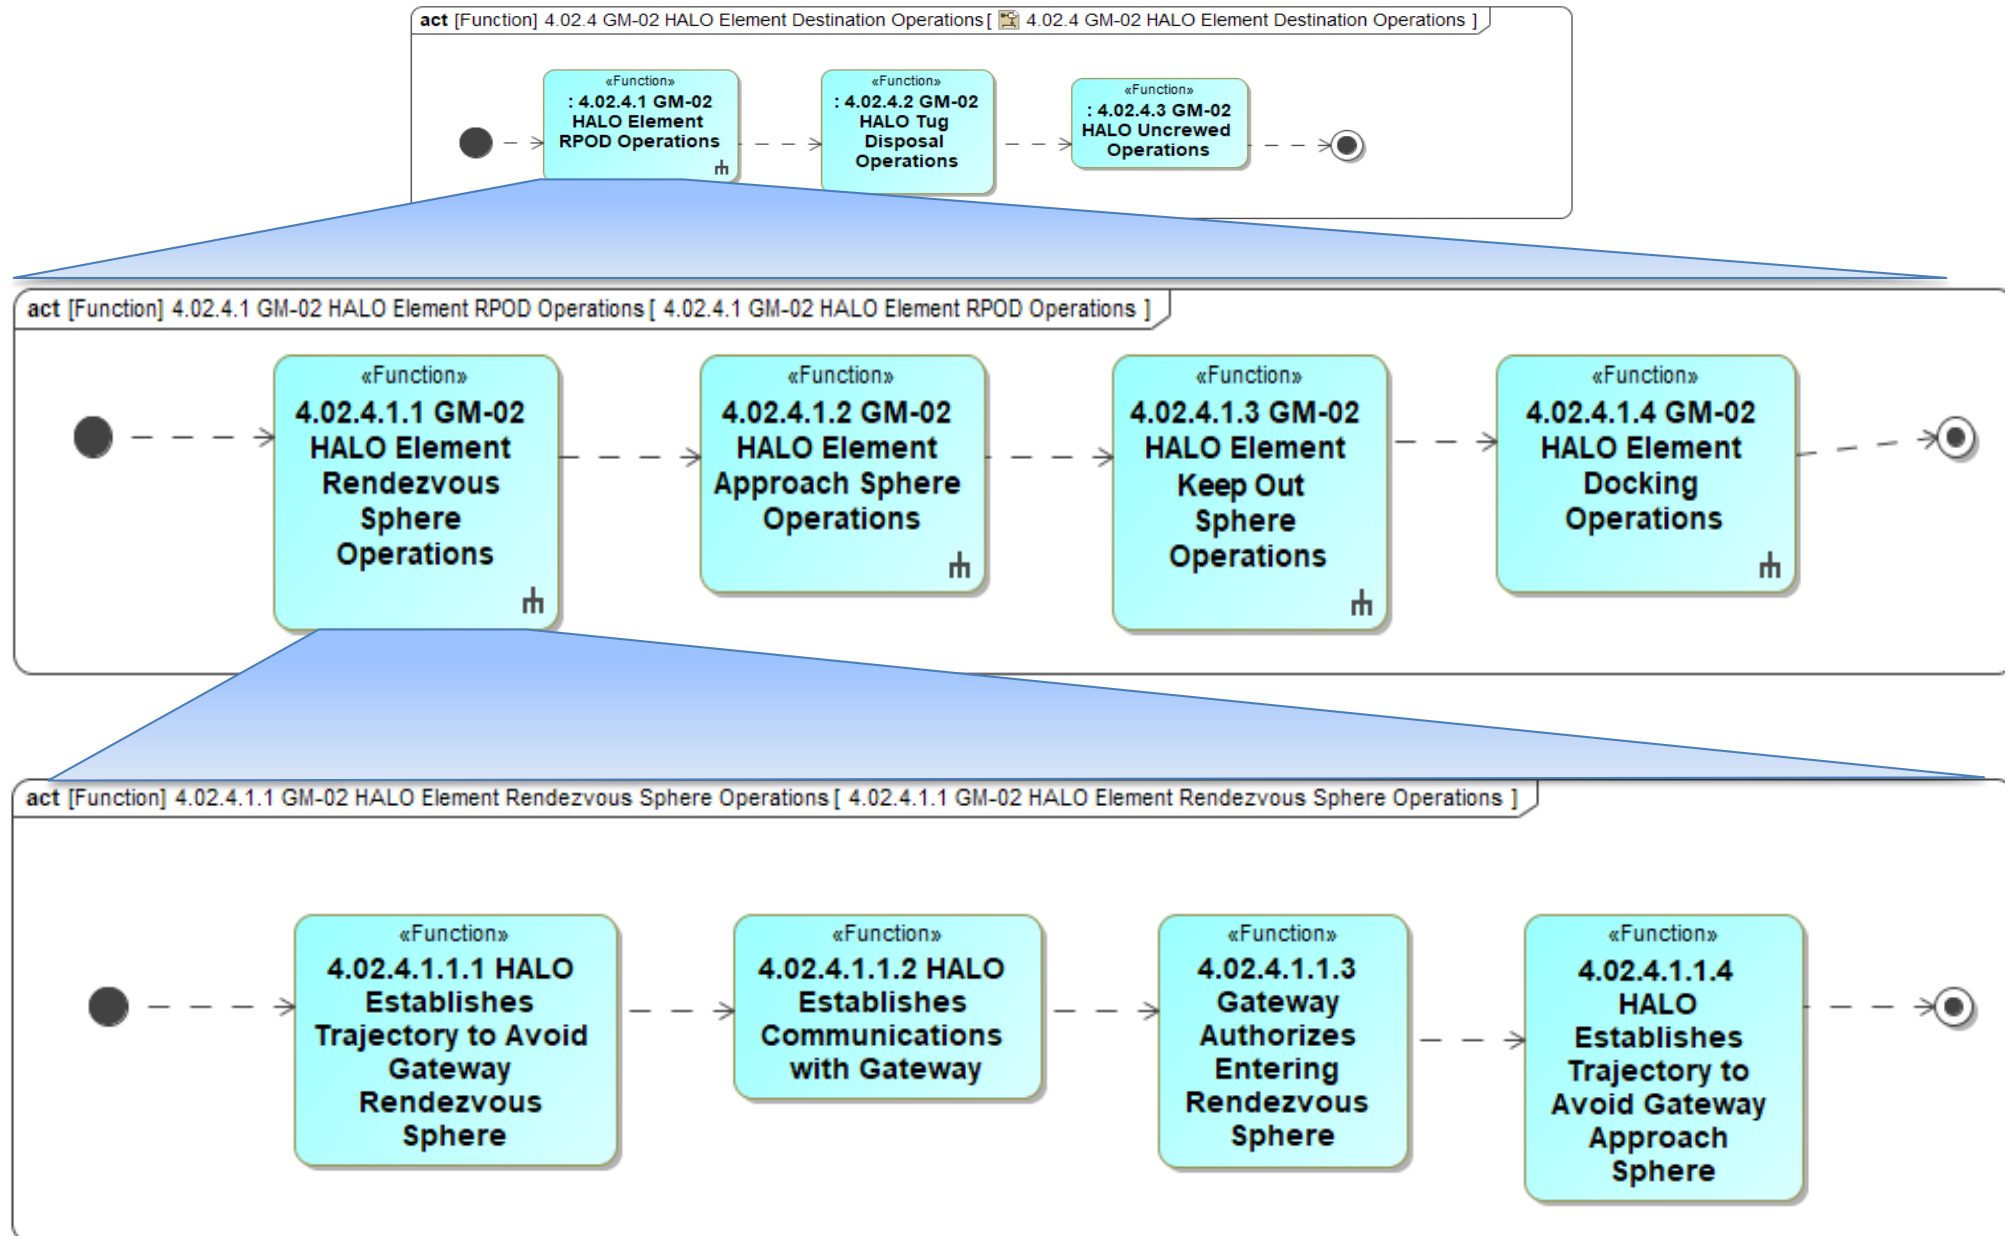 act [Function] 4.02.4 GM-02 HALO Element Destination Operations [ 4.02.4 GM-02 HALO Element Destination Operations ]
«Function»
: 4.02.4.1 GM-02
HALO Element
RPOD Operations
«Function»
: 4.02.4.2 GM-02
HALO Tug
Disposal
Operations
«Function»
: 4.02.4.3 GM-02
HALO Uncrewed
Operations
act [Function] 4.02.4.1 GM-02 HALO Element RPOD Operations [ 4.02.4.1 GM-02 HALO Element RPOD Operations ]
«Function»
4.02.4.1.1 GM-02
HALO Element
Rendezvous
Sphere
Operations
«Function»
4.02.4.1.2 GM-02
HALO Element
Approach Sphere
Operations
«Function»
4.02.4.1.3 GM-02
HALO Element
Keep Out
Sphere
Operations
«Function»
4.02.4.1.4 GM-02
HALO Element
Docking
Operations
act [Function] 4.02.4.1.1 GM-02 HALO Element Rendezvous Sphere Operations [ 4.02.4.1.1 GM-02 HALO Element Rendezvous Sphere Operations ]
«Function»
4.02.4.1.1.1 HALO
Establishes
Trajectory to Avoid
Gateway
Rendezvous
Sphere
«Function»
4.02.4.1.1.2 HALO
Establishes
Communications
with Gateway
«Function»
4.02.4.1.1.3
Gateway
Authorizes
Entering
Rendezvous
Sphere
«Function»
4.02.4.1.1.4
HALO
Establishes
Trajectory to
Avoid Gateway
Approach
Sphere